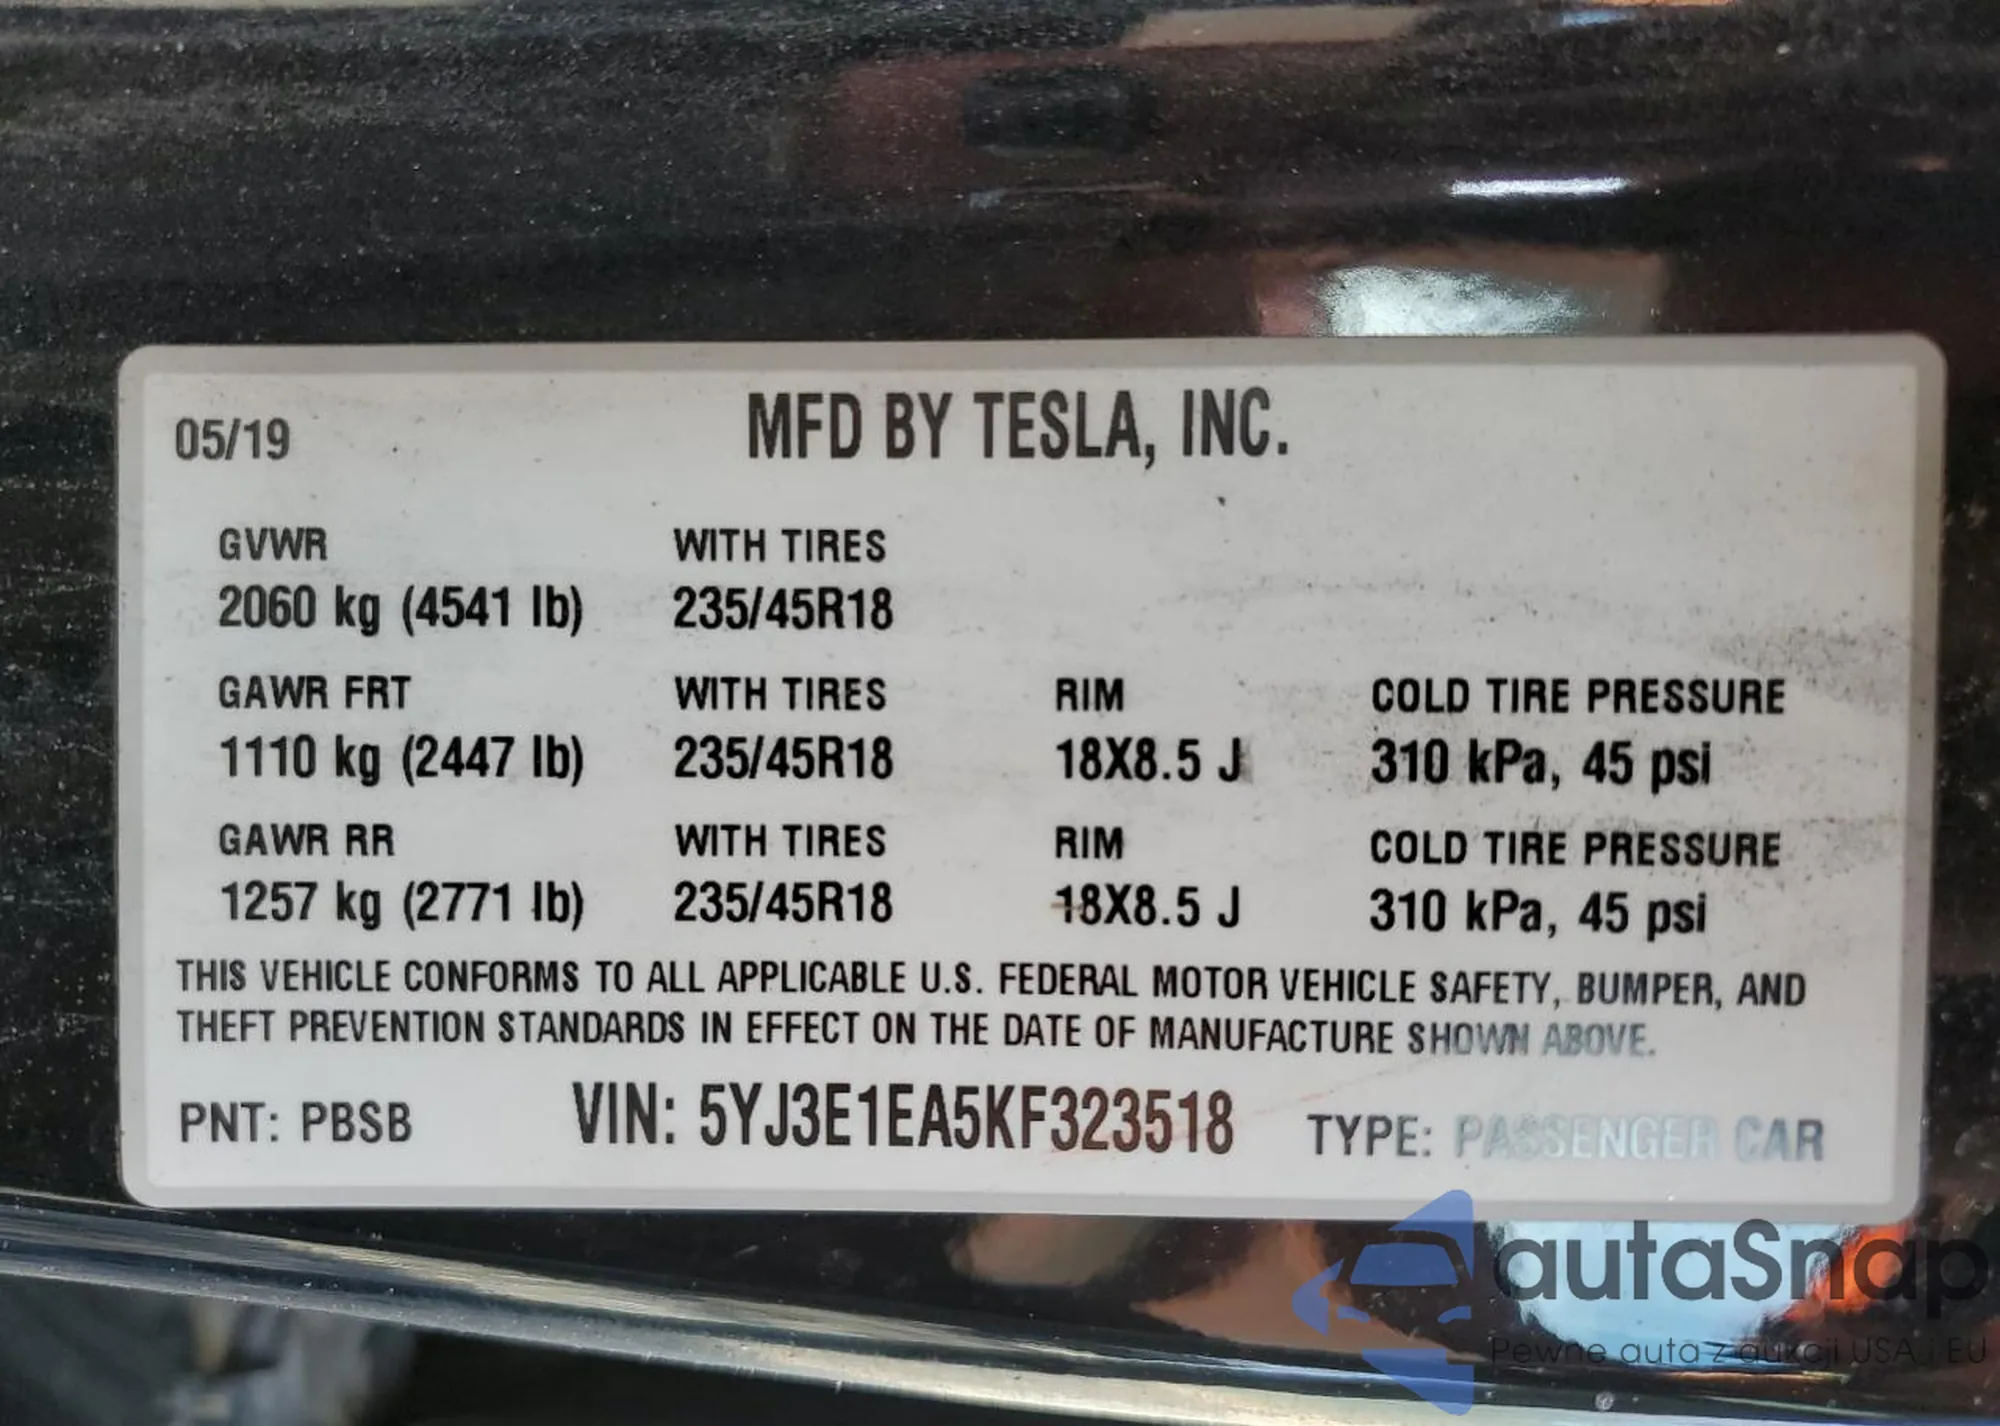 05/19 MFD BY TESLA, INC.
GVWR WITH TIRES
2060 kg (4541 lb) 235/45R18
GAWR FRT WITH TIRES RIM COLD TIRE PRESSURE
1110 kg (2447 lb) 235/45R18 18X8.5 J 310 kPa, 45 psi
GAWR RR WITH TIRES RIM COLD TIRE PRESSURE
1257 kg (2771 lb) 235/45R18 18X8.5 J 310 kPa, 45 psi
THIS VEHICLE CONFORMS TO ALL APPLICABLE U.S. FEDERAL MOTOR VEHICLE SAFETY, BUMPER, AND
THEFT PREVENTION STANDARDS IN EFFECT ON THE DATE OF MANUFACTURE SHOWN ABOVE.
PNT: PBSB VIN: 5YJ3E1EA5KF323518 TYPE: PASSENGER CAR
autaSnap
Pewne auta z aukcji USA i EU